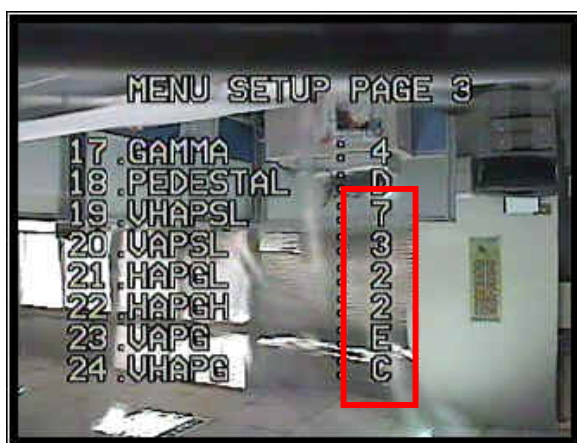 MENU SETUP PAGE 3
17.GAMMA : 4
18.PEDESTAL : D
19.VHAPSL : 7
20.VAPSL : 3
21.HAPGL : 2
22.HAPGH : 2
23.VAPG : E
24.VHAPG : C